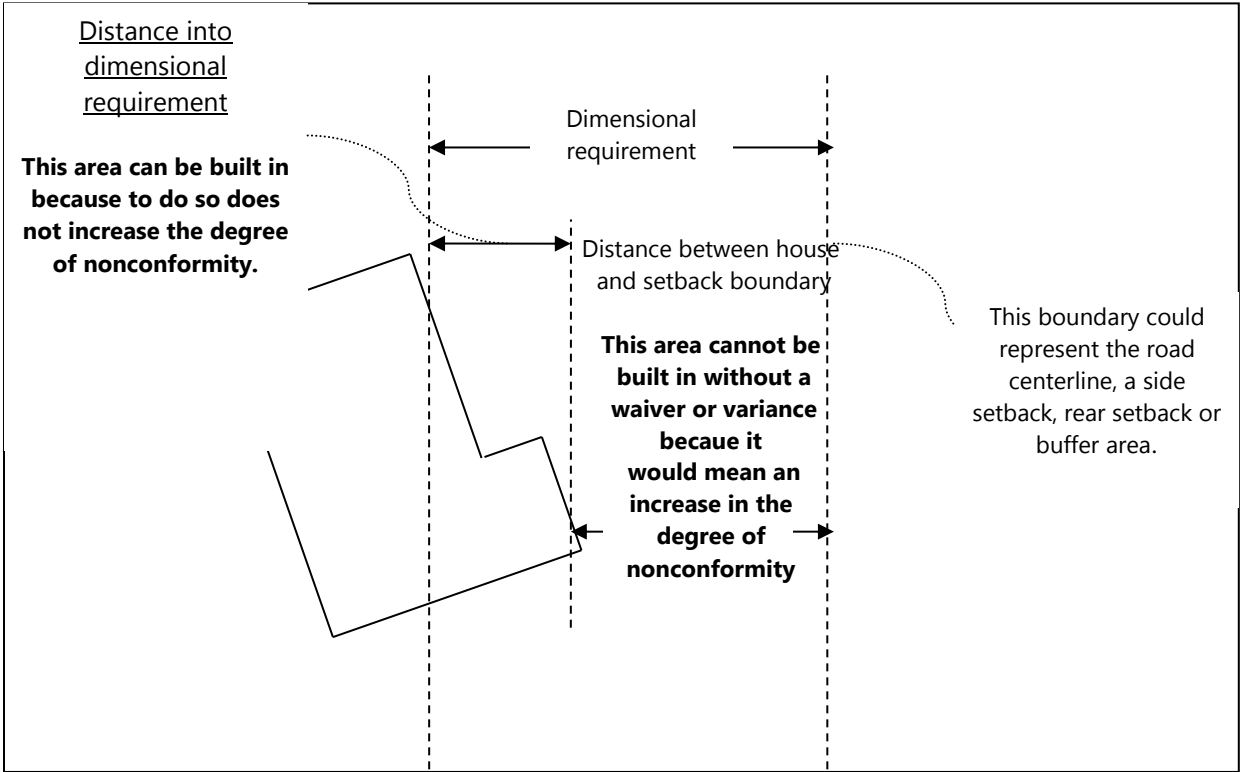 Distance into
dimensional
requirement
This area can be built in
because to do so does
not increase the degree
of nonconformity.
Dimensional
requirement
Distance between house
and setback boundary
This area cannot be
built in without a
waiver or variance
becaue it
would mean an
increase in the
degree of
nonconformity
This boundary could
represent the road
centerline, a side
setback, rear setback or
buffer area.